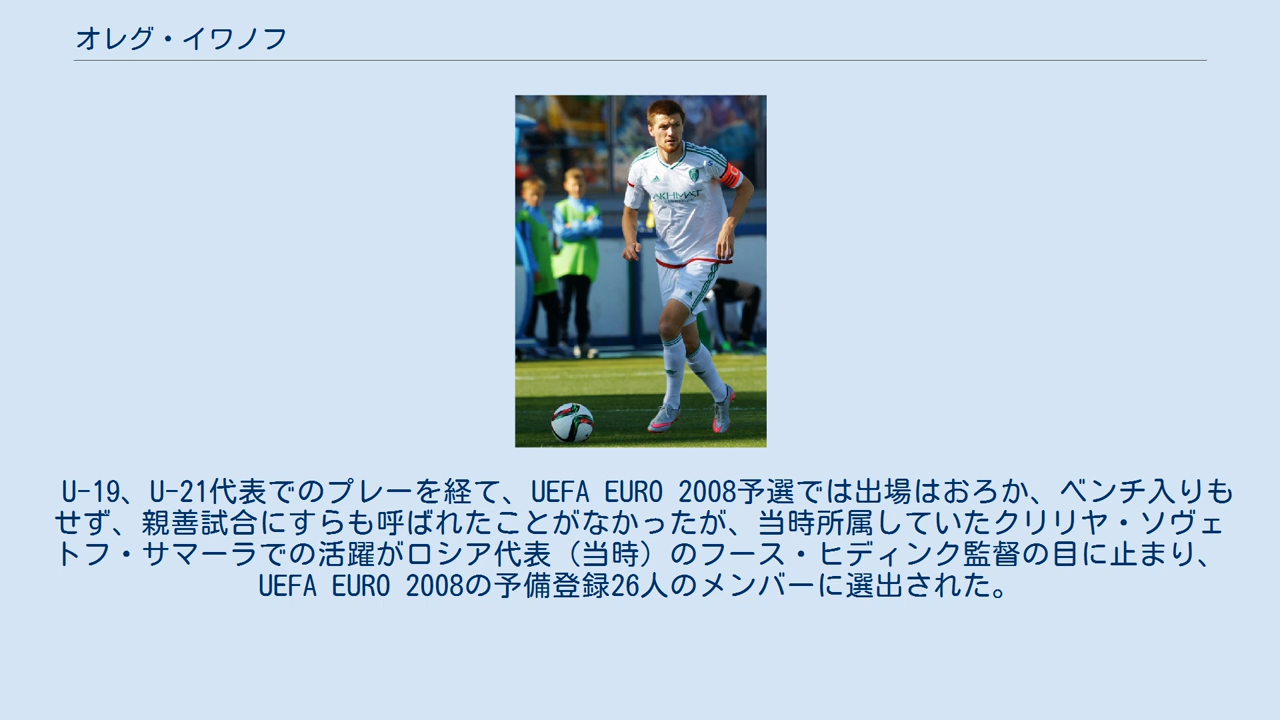 オレグ・イワノフ
AKHMAT
U-19、U-21代表でのプレーを経て、UEFA EURO 2008予選では出場はおろか、ベンチ入りも
せず、親善試合にすらも呼ばれたことがなかったが、当時所属していたクリリヤ・ソヴェ
トフ・サマーラでの活躍がロシア代表（当時）のフース・ヒディンク監督の目に止まり、
UEFA EURO 2008の予備登録26人のメンバーに選出された。